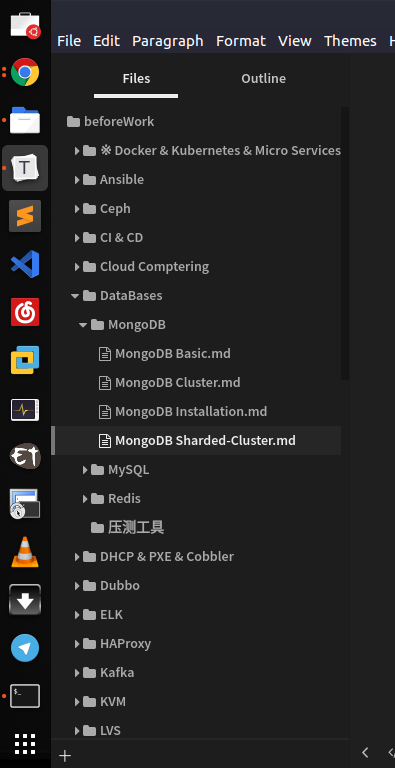 File Edit Paragraph Format View Themes
Files Outline
beforeWork
※ Docker & Kubernetes & Micro Services
Ansible
Ceph
CI & CD
Cloud Comptering
DataBases
MongoDB
MongoDB Basic.md
MongoDB Cluster.md
MongoDB Installation.md
MongoDB Sharded-Cluster.md
MySQL
Redis
压测工具
DHCP & PXE & Cobbler
Dubbo
ELK
HAProxy
Kafka
KVM
LVS
T
ET
$_